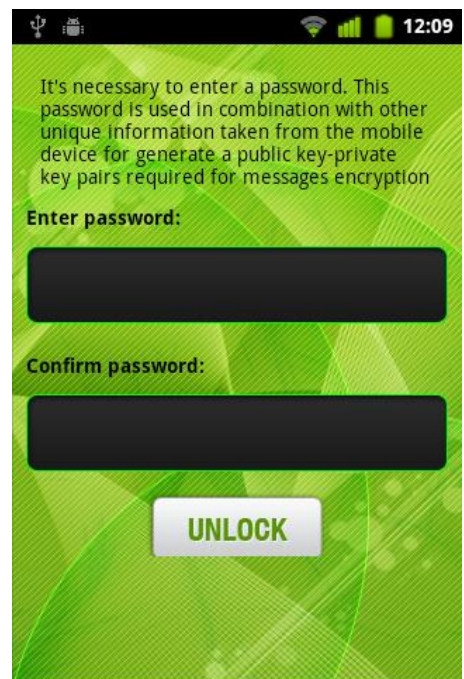 12:09
It's necessary to enter a password. This
password is used in combination with other
unique information taken from the mobile
device for generate a public key-private
key pairs required for messages encryption
Enter password:
Confirm password:
UNLOCK